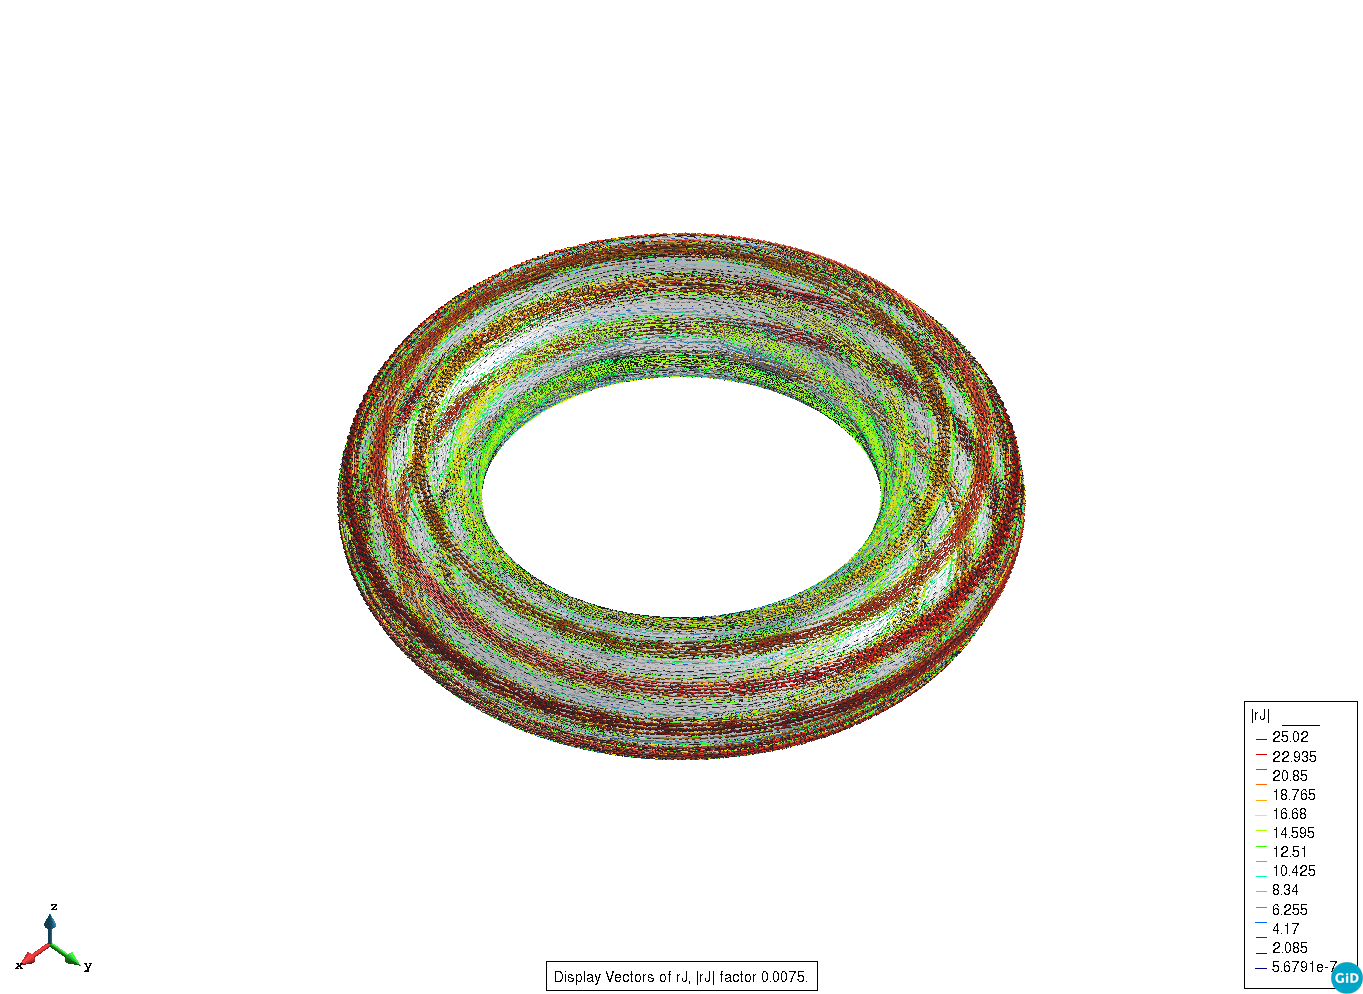 |rJ|
25.02
22.935
20.85
18.765
16.68
14.595
12.51
10.425
8.34
6.255
4.17
2.085
5.6791e-7
GiD
z
x
y
Display Vectors of rJ, |rJ| factor 0.0075.